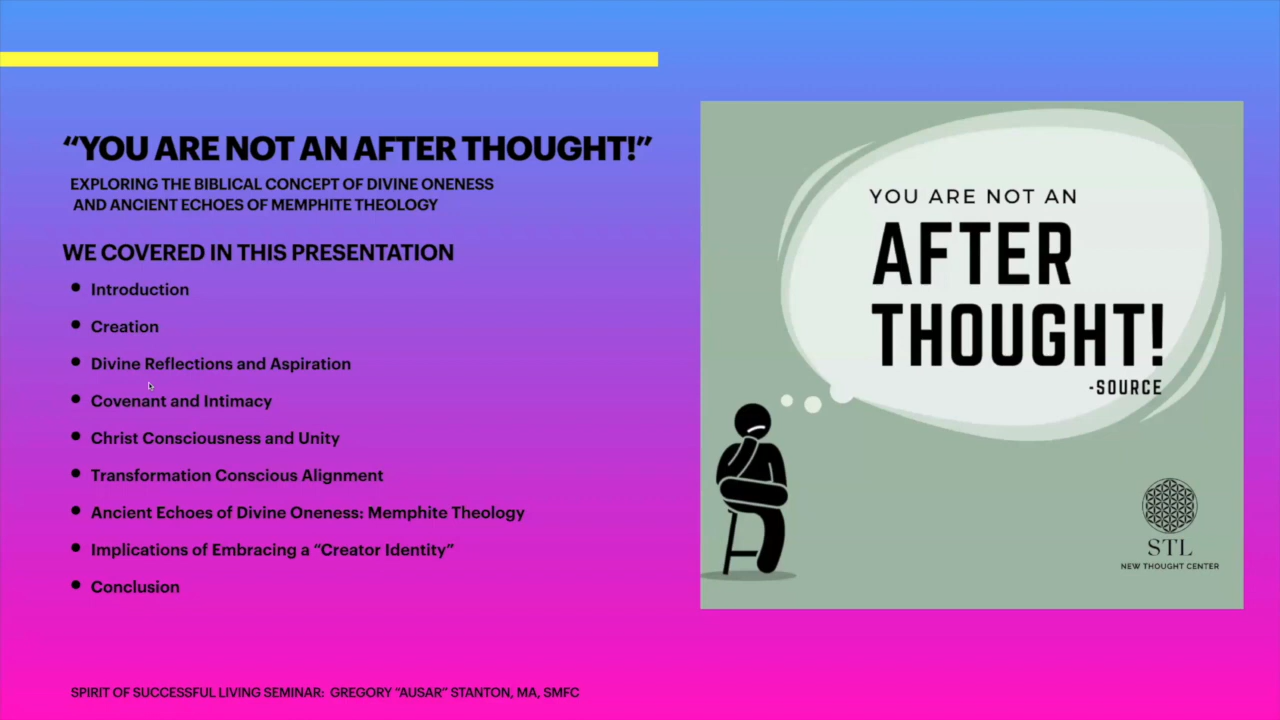 “YOU ARE NOT AN AFTER THOUGHT!”
EXPLORING THE BIBLICAL CONCEPT OF DIVINE ONENESS
AND ANCIENT ECHOES OF MEMPHITE THEOLOGY
WE COVERED IN THIS PRESENTATION
• Introduction
• Creation
• Divine Reflections and Aspiration
• Covenant and Intimacy
• Christ Consciousness and Unity
• Transformation Conscious Alignment
• Ancient Echoes of Divine Oneness: Memphite Theology
• Implications of Embracing a “Creator Identity”
• Conclusion
SPIRIT OF SUCCESSFUL LIVING SEMINAR: GREGORY “AUSAR” STANTON, MA, SMFC
YOU ARE NOT AN
AFTER
THOUGHT!
-SOURCE
STL
NEW THOUGHT CENTER